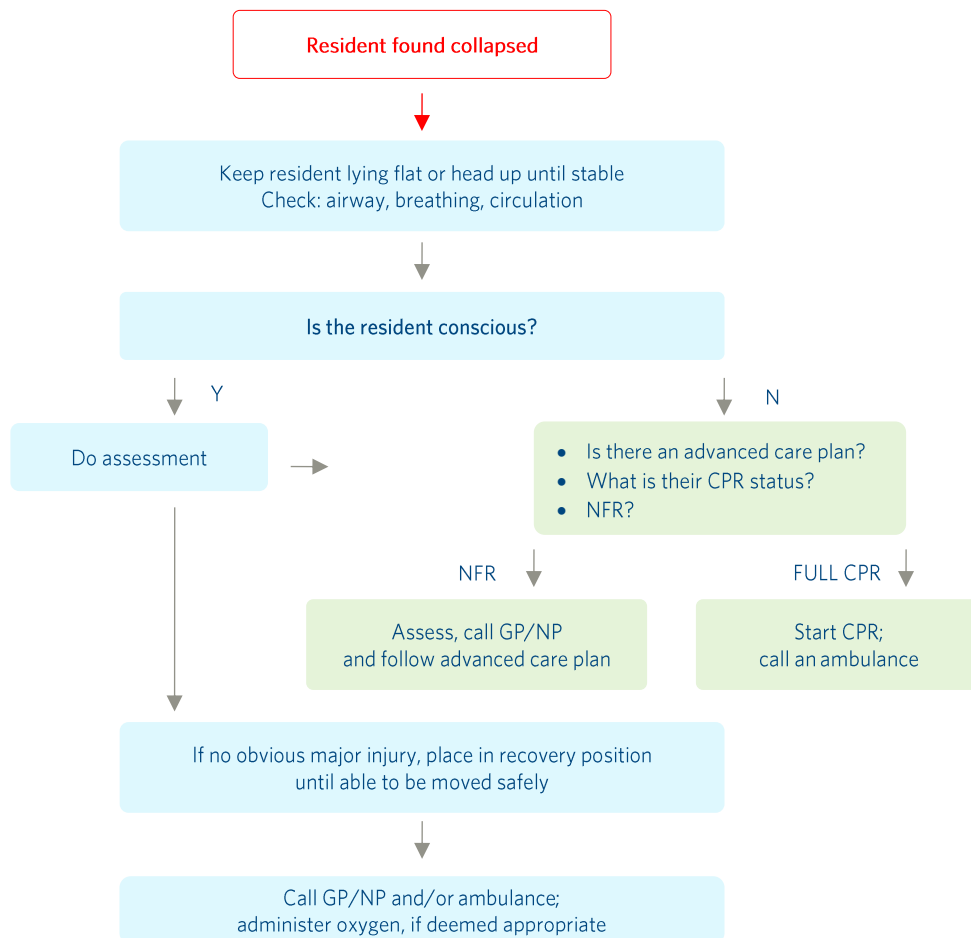 Resident found collapsed
Keep resident lying flat or head up until stable
Check: airway, breathing, circulation
Is the resident conscious?
Y
N
Do assessment
• Is there an advanced care plan?
• What is their CPR status?
• NFR?
NFR
FULL CPR
Assess, call GP/NP
and follow advanced care plan
Start CPR;
call an ambulance
If no obvious major injury, place in recovery position
until able to be moved safely
Call GP/NP and/or ambulance;
administer oxygen, if deemed appropriate